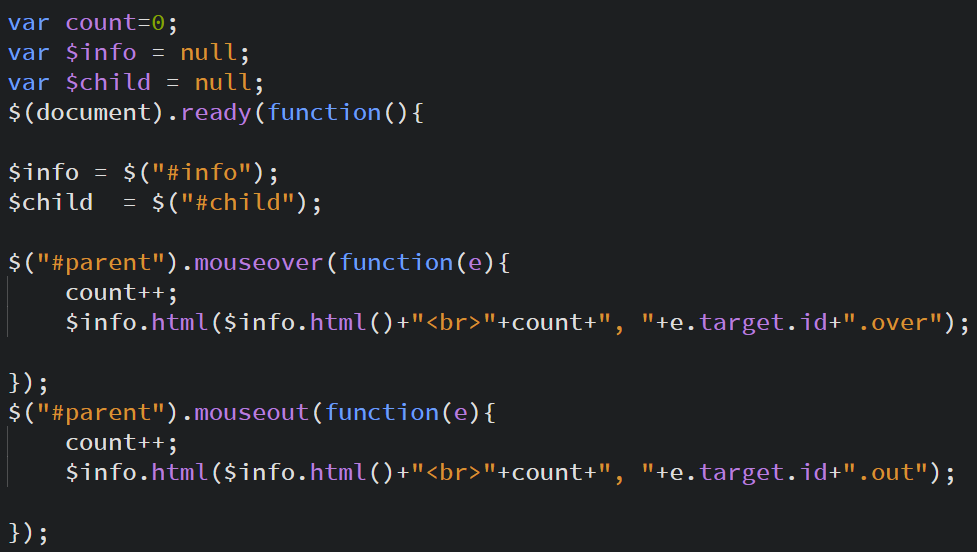 var count=0;
var $info = null;
var $child = null;
$(document).ready(function(){
$info = $("#info");
$child  = $("#child");
$("#parent").mouseover(function(e){
    count++;
    $info.html($info.html()+"<br>"+count+", "+e.target.id+".over");
});
$("#parent").mouseout(function(e){
    count++;
    $info.html($info.html()+"<br>"+count+", "+e.target.id+".out");
});